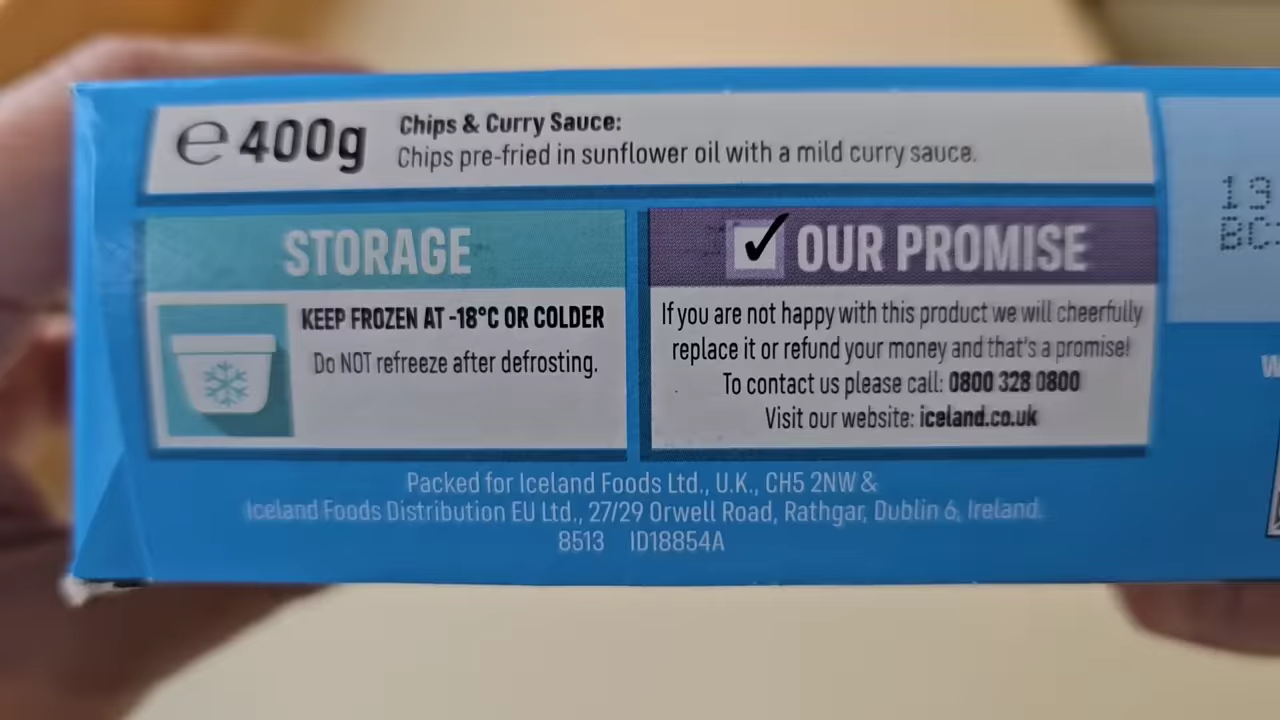 ℮ 400g
Chips & Curry Sauce:
Chips pre-fried in sunflower oil with a mild curry sauce.
STORAGE
KEEP FROZEN AT -18°C OR COLDER
Do NOT refreeze after defrosting.
✓ OUR PROMISE
If you are not happy with this product we will cheerfully
replace it or refund your money and that's a promise!
To contact us please call: 0800 328 0800
Visit our website: iceland.co.uk
Packed for Iceland Foods Ltd., U.K., CH5 2NW &
Iceland Foods Distribution EU Ltd., 27/29 Orwell Road, Rathgar, Dublin 6, Ireland.
8513 ID18854A